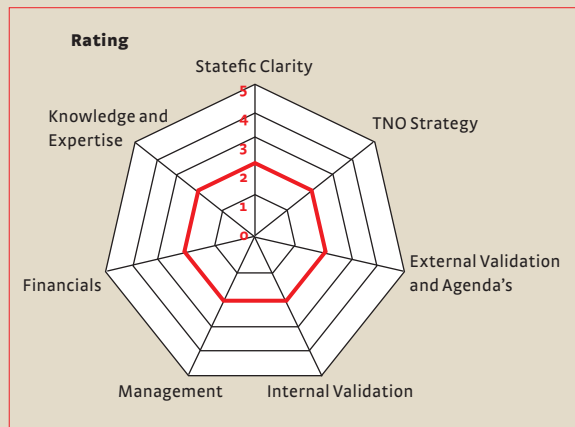 Rating
Statefic Clarity
5
Knowledge and
Expertise
4
TNO Strategy
3
2
1
0
External Validation
and Agenda’s
Financials
Management
Internal Validation